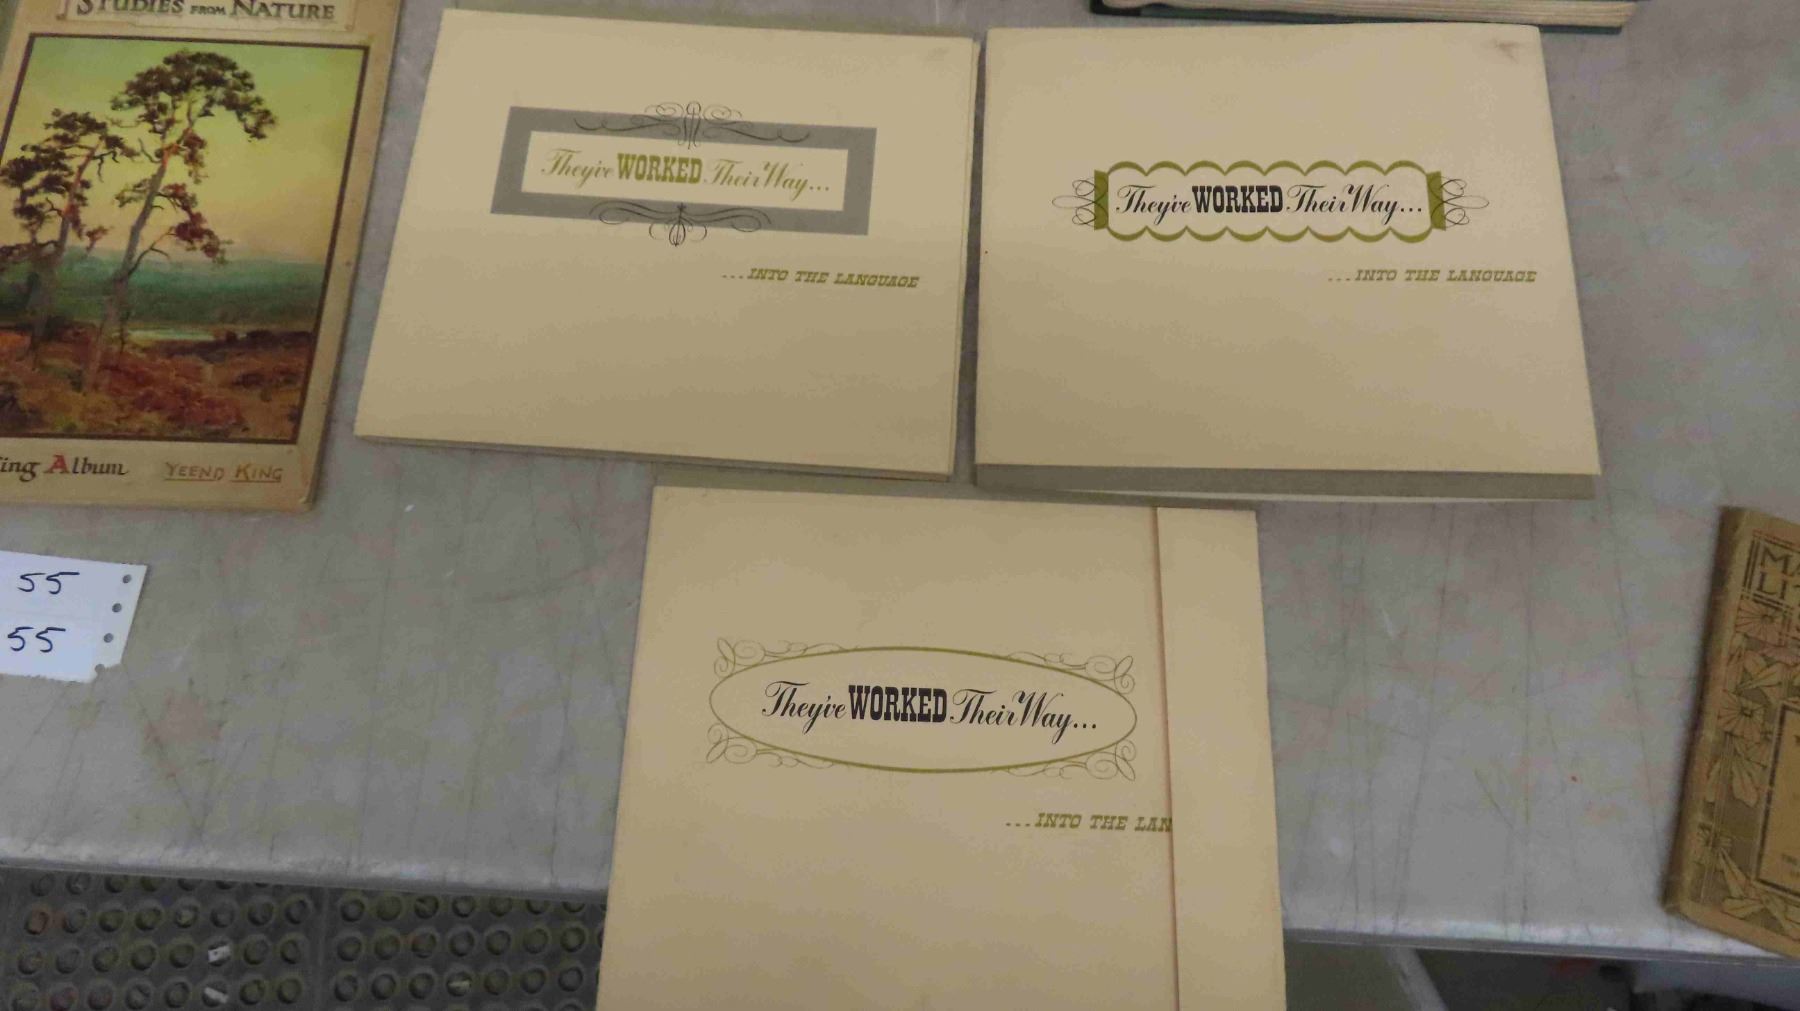 STUDIES FROM NATURE
Album
YEEND KING
They've WORKED Their Way...
...INTO THE LANGUAGE
They've WORKED Their Way...
...INTO THE LANGUAGE
55
55
They've WORKED Their Way...
...INTO THE LAN